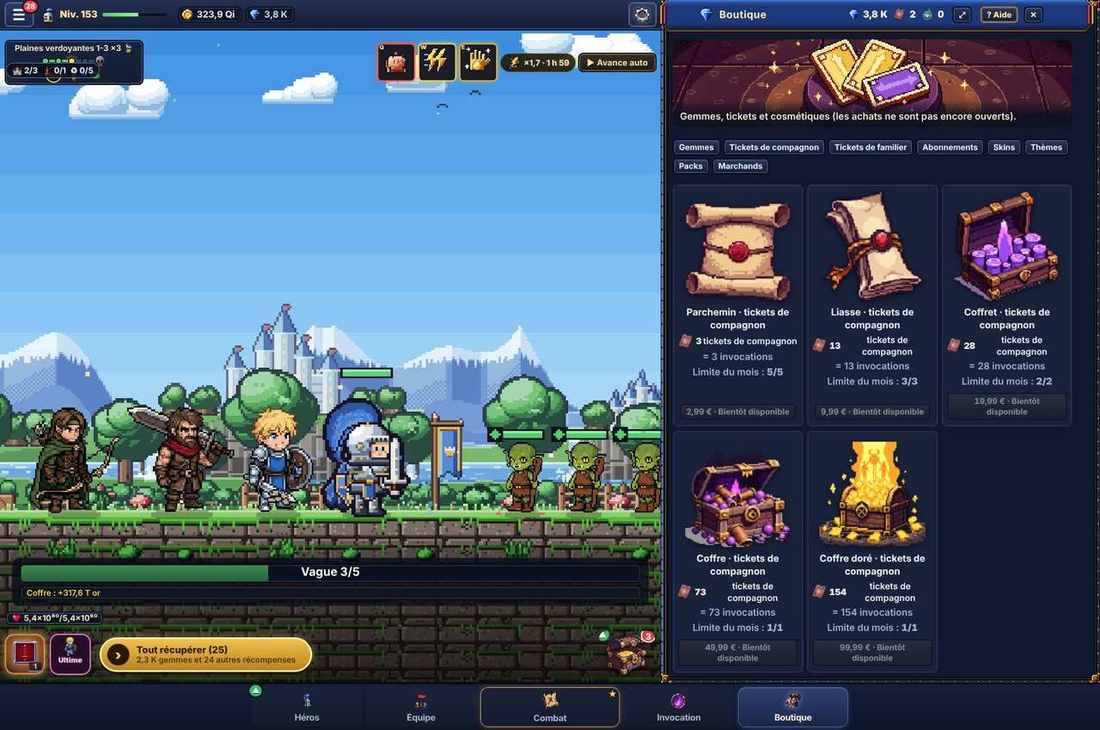 28
Niv. 153
323,9 Qi
3,8 K
Boutique
3,8 K
2
0
? Aide
Plaines verdoyantes 1-3 ×3
2/3
0/1
0/5
×1,7 · 1 h 59
Avance auto
Gemmes, tickets et cosmétiques (les achats ne sont pas encore ouverts).
Gemmes
Tickets de compagnon
Tickets de familier
Abonnements
Skins
Thèmes
Packs
Marchands
Parchemin · tickets de
compagnon
3 tickets de compagnon
= 3 invocations
Limite du mois : 5/5
2,99 € · Bientôt disponible
Liasse · tickets de
compagnon
13 tickets de
compagnon
= 13 invocations
Limite du mois : 3/3
9,99 € · Bientôt disponible
Coffret · tickets de
compagnon
28 tickets de
compagnon
= 28 invocations
Limite du mois : 2/2
19,99 € · Bientôt
disponible
Coffre · tickets de
compagnon
73 tickets de
compagnon
= 73 invocations
Limite du mois : 1/1
49,99 € · Bientôt
disponible
Coffre doré · tickets de
compagnon
154 tickets de
compagnon
= 154 invocations
Limite du mois : 1/1
99,99 € · Bientôt
disponible
Vague 3/5
Coffre : +317,6 T or
1
Ultime
Tout récupérer (25)
2,3 K gemmes et 24 autres récompenses
3
Héros
Equipe
Combat
Invocation
Boutique